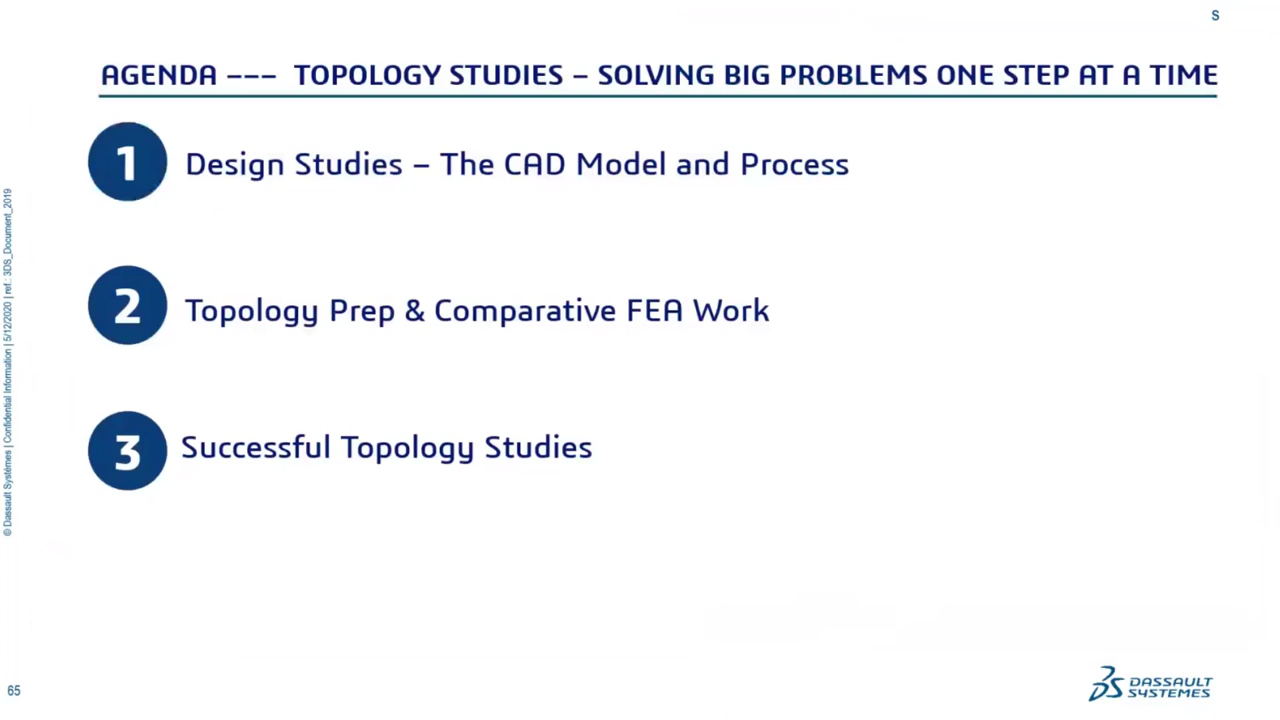 S
AGENDA --- TOPOLOGY STUDIES – SOLVING BIG PROBLEMS ONE STEP AT A TIME
1 Design Studies – The CAD Model and Process
2 Topology Prep & Comparative FEA Work
3 Successful Topology Studies
© Dassault Systèmes | Confidential Information | 5/12/2020 | ref.: 3DS_Document_2019
65
3DS DASSAULT
SYSTEMES